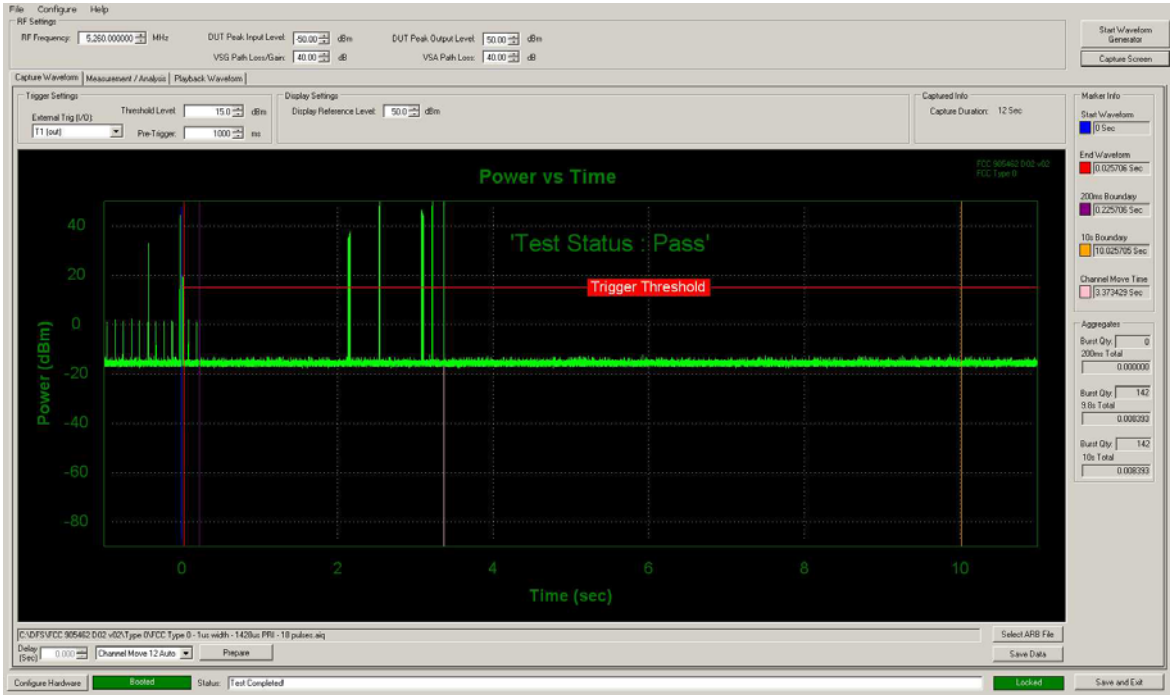 File Configure Help
RF Settings
RF Frequency: 5,260.000000 MHz
DUT Peak Input Level: -50.00 dBm
DUT Peak Output Level: 50.00 dBm
VSG Path Loss/Gain: 40.00 dB
VSA Path Loss: 40.00 dB
Start Waveform Generator
Capture Screen
Capture Waveform Measurement / Analysis Playback Waveform
Trigger Settings
External Trig (I/O):
T1 (out)
Threshold Level: 15.0 dBm
Pre-Trigger: 1000 ms
Display Settings
Display Reference Level: 50.0 dBm
Captured Info
Capture Duration: 12 Sec
Marker Info
Start Waveform
0 Sec
End Waveform
0.025706 Sec
200ms Boundary
0.225706 Sec
10s Boundary
10.025705 Sec
Channel Move Time
3.373429 Sec
Aggregates
Burst Qty: 0
200ms Total
0.000000
Burst Qty: 142
9.8s Total
0.008393
Burst Qty: 142
10s Total
0.008393
Power vs Time
FCC 905462 D02 v02
FCC Type 0
'Test Status : Pass'
Trigger Threshold
Power (dBm)
40
20
0
-20
-40
-60
-80
0 2 4 6 8 10
Time (sec)
C:\DFS\FCC 905462 D02 v02\Type 0\FCC Type 0 - 1us width - 1428us PRI - 18 pulses.aiq
Select ARB File
Delay (Sec) 0.000
Channel Move 12 Auto
Prepare
Save Data
Configure Hardware
Booted
Status: Test Completed!
Locked
Save and Exit